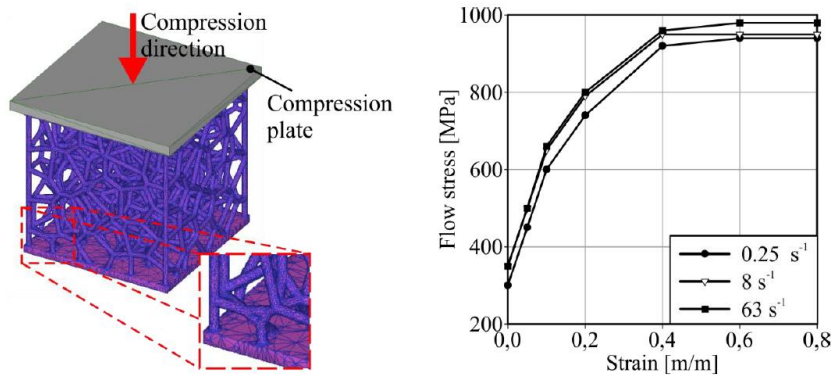 Compression
direction
Compression
plate
Flow stress [MPa]
1000
800
600
400
200
0,0
0,2
0,4
0,6
0,8
Strain [m/m]
0.25 s⁻¹
8 s⁻¹
63 s⁻¹